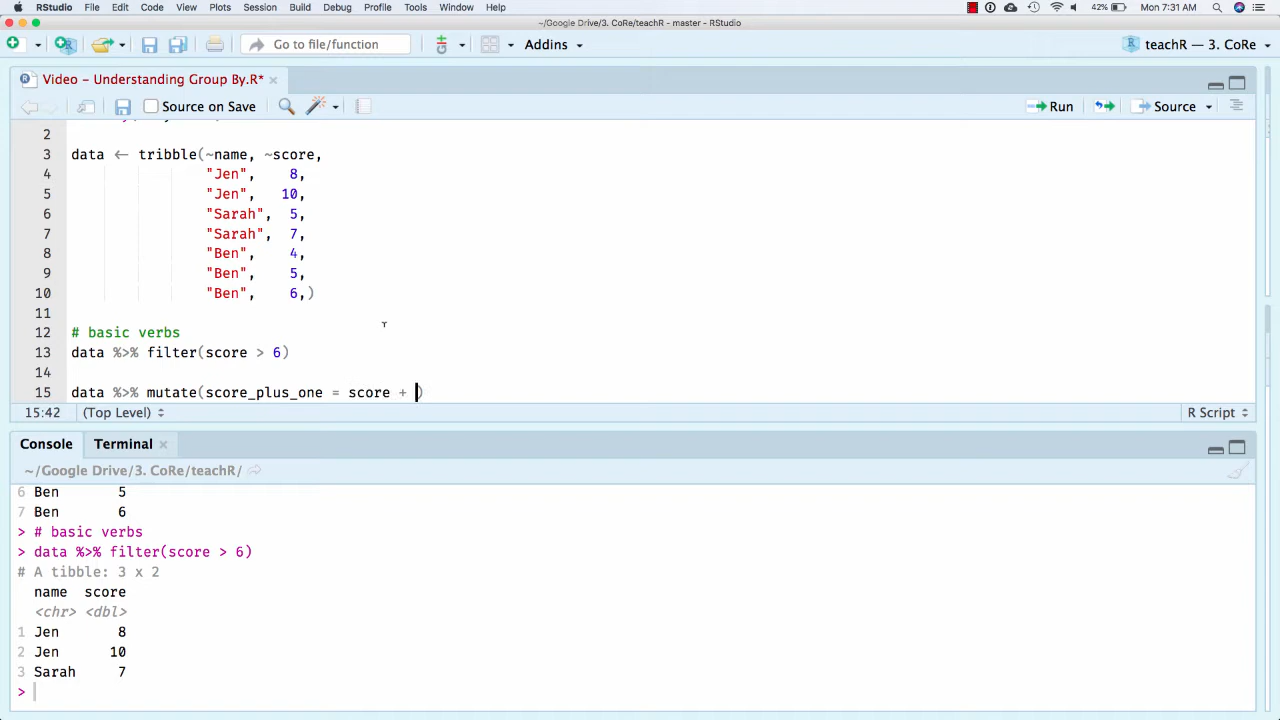 RStudio File Edit Code View Plots Session Build Debug Profile Tools Window Help 42% Mon 7:31 AM
~/Google Drive/3. CoRe/teachR - master - RStudio
Go to file/function Addins teachR — 3. CoRe
Video – Understanding Group By.R*
Source on Save Run Source
2
3 data <- tribble(~name, ~score,
4 "Jen", 8,
5 "Jen", 10,
6 "Sarah", 5,
7 "Sarah", 7,
8 "Ben", 4,
9 "Ben", 5,
10 "Ben", 6,)
11
12 # basic verbs
13 data %>% filter(score > 6)
14
15 data %>% mutate(score_plus_one = score + )
15:42 (Top Level) R Script
Console Terminal
~/Google Drive/3. CoRe/teachR/
6 Ben 5
7 Ben 6
> # basic verbs
> data %>% filter(score > 6)
# A tibble: 3 x 2
name score
<chr> <dbl>
1 Jen 8
2 Jen 10
3 Sarah 7
>